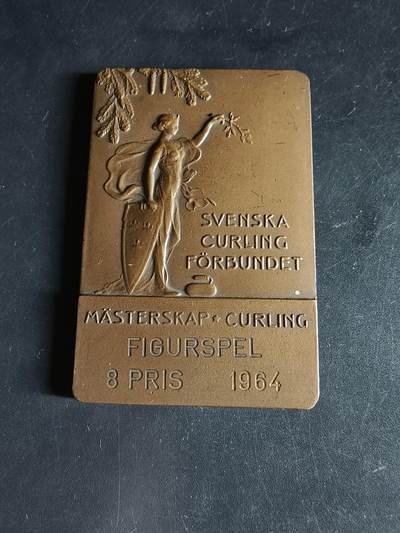 SVENSKA
CURLING
FÖRBUNDET
MÄSTERSKAP · CURLING
FIGURSPEL
8 PRIS 1964